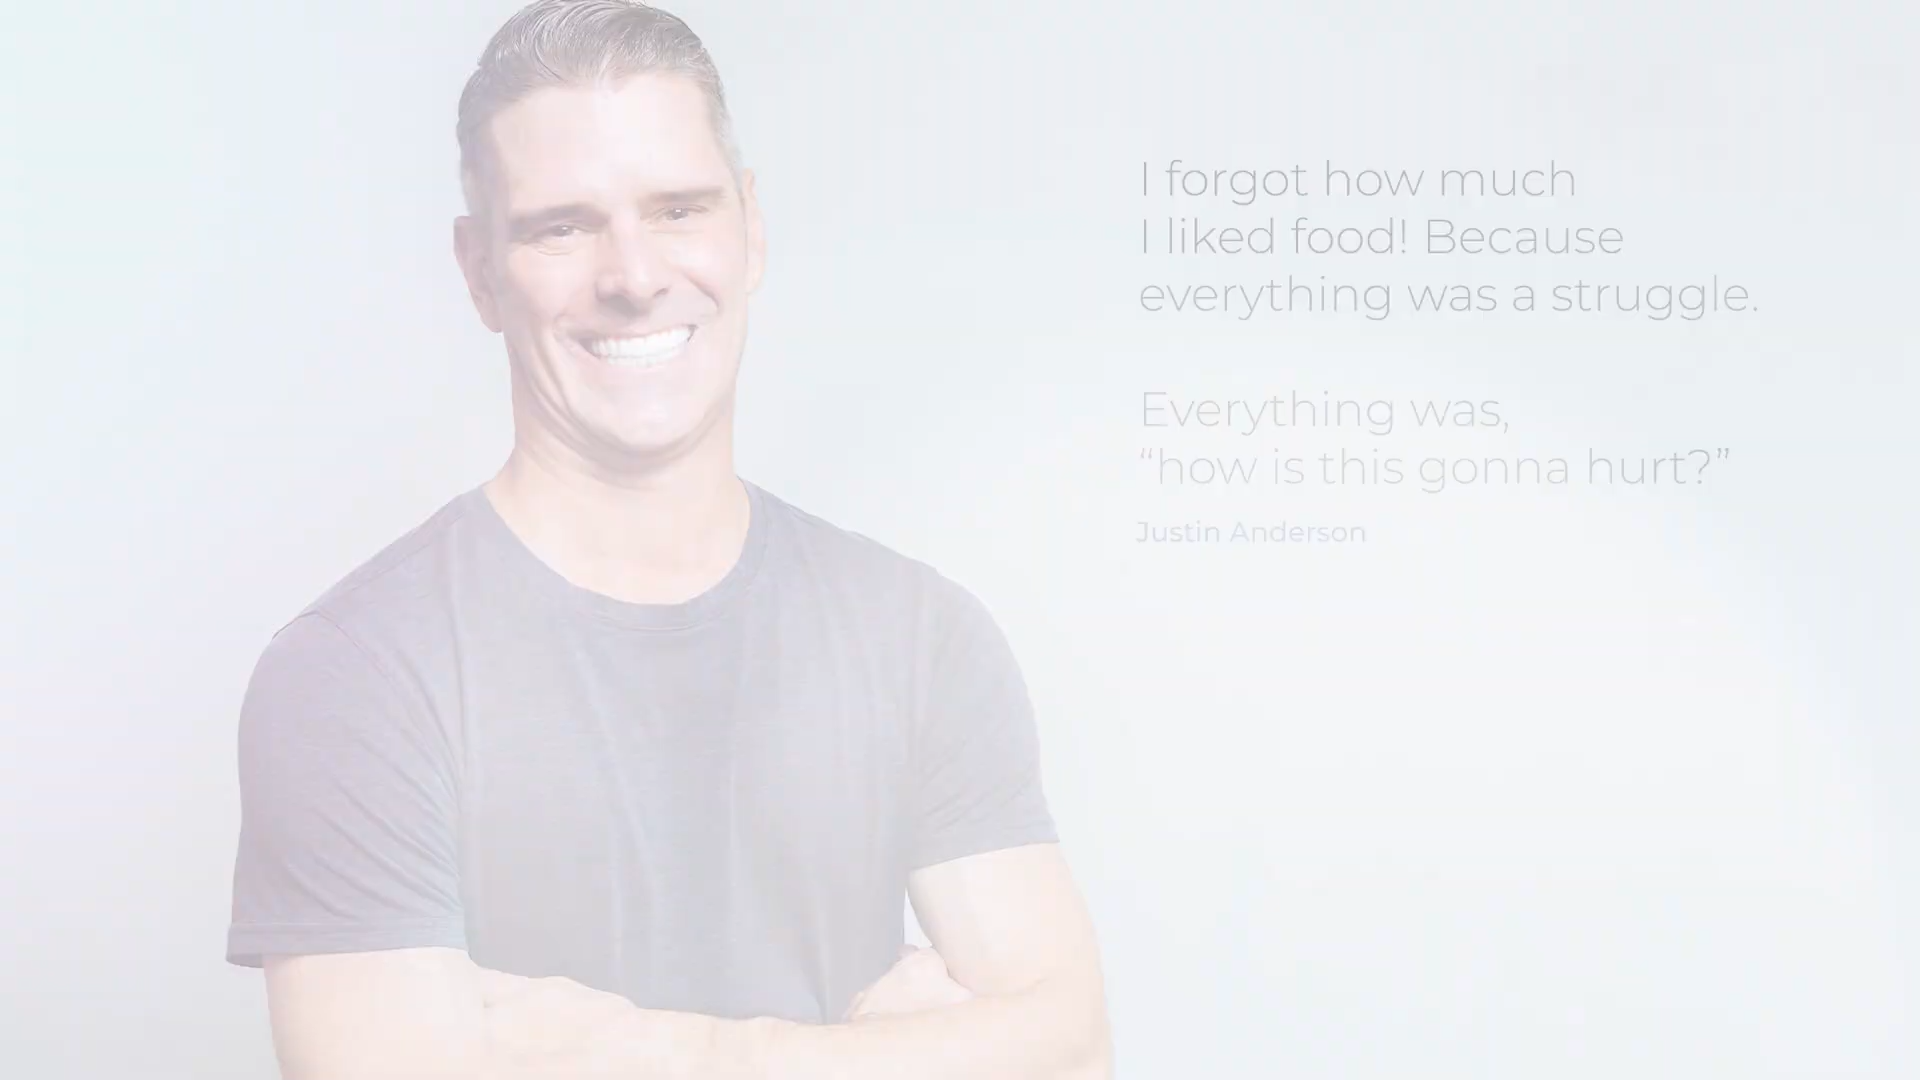 I forgot how much
I liked food! Because
everything was a struggle.
Everything was,
“how is this gonna hurt?”
Justin Anderson